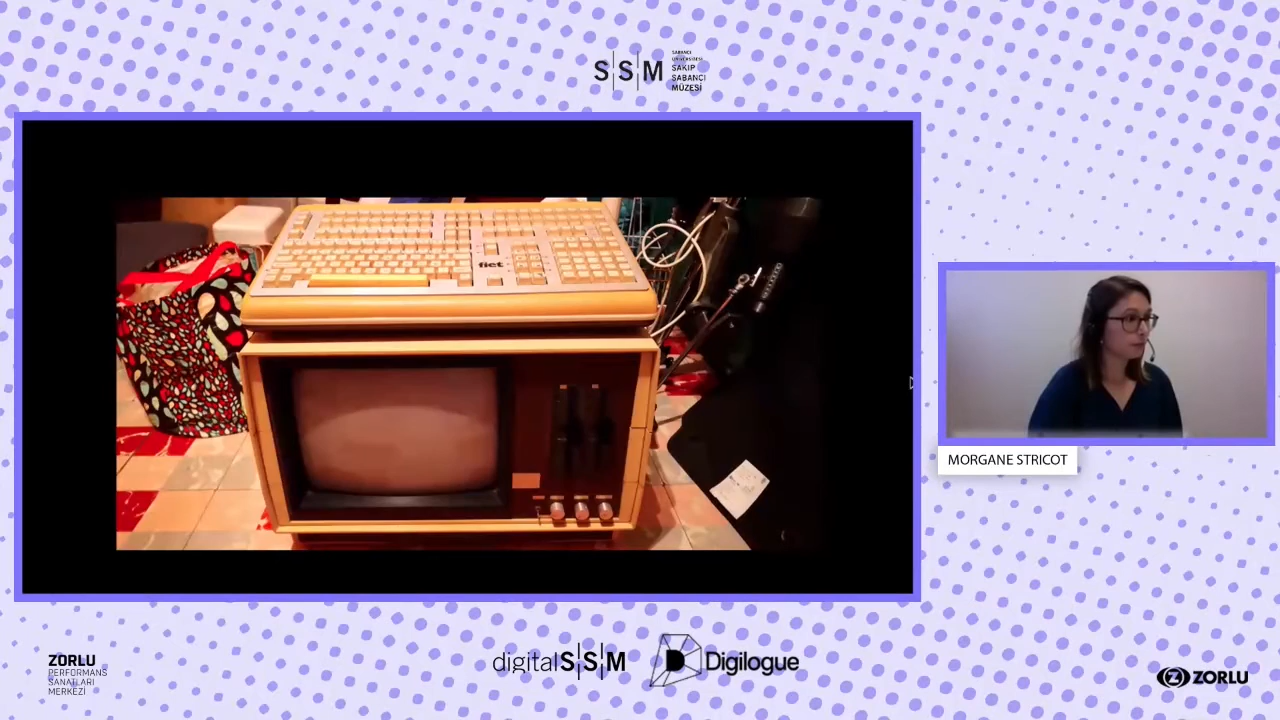 S|S|M
SABANCI
ÜNİVERSİTESİ
SAKIP
SABANCI
MÜZESİ
fiet
MORGANE STRICOT
ZORLU
PERFORMANS
SANATLARI
MERKEZİ
digitalS|S|M
Digilogue
ZORLU